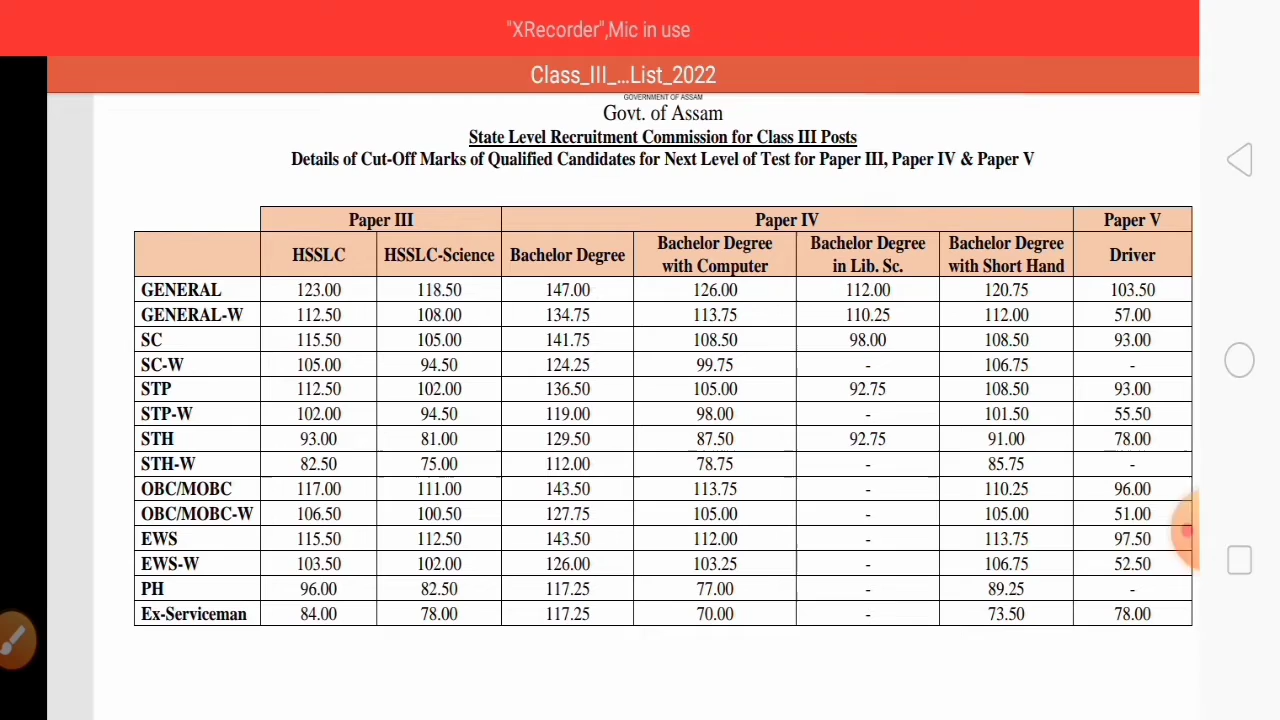 "XRecorder",Mic in use
Class_III_...List_2022
GOVERNMENT OF ASSAM
Govt. of Assam
State Level Recruitment Commission for Class III Posts
Details of Cut-Off Marks of Qualified Candidates for Next Level of Test for Paper III, Paper IV & Paper V
Paper III Paper IV Paper V
HSSLC HSSLC-Science Bachelor Degree Bachelor Degree with Computer Bachelor Degree in Lib. Sc. Bachelor Degree with Short Hand Driver
GENERAL 123.00 118.50 147.00 126.00 112.00 120.75 103.50
GENERAL-W 112.50 108.00 134.75 113.75 110.25 112.00 57.00
SC 115.50 105.00 141.75 108.50 98.00 108.50 93.00
SC-W 105.00 94.50 124.25 99.75 - 106.75 -
STP 112.50 102.00 136.50 105.00 92.75 108.50 93.00
STP-W 102.00 94.50 119.00 98.00 - 101.50 55.50
STH 93.00 81.00 129.50 87.50 92.75 91.00 78.00
STH-W 82.50 75.00 112.00 78.75 - 85.75 -
OBC/MOBC 117.00 111.00 143.50 113.75 - 110.25 96.00
OBC/MOBC-W 106.50 100.50 127.75 105.00 - 105.00 51.00
EWS 115.50 112.50 143.50 112.00 - 113.75 97.50
EWS-W 103.50 102.00 126.00 103.25 - 106.75 52.50
PH 96.00 82.50 117.25 77.00 - 89.25 -
Ex-Serviceman 84.00 78.00 117.25 70.00 - 73.50 78.00